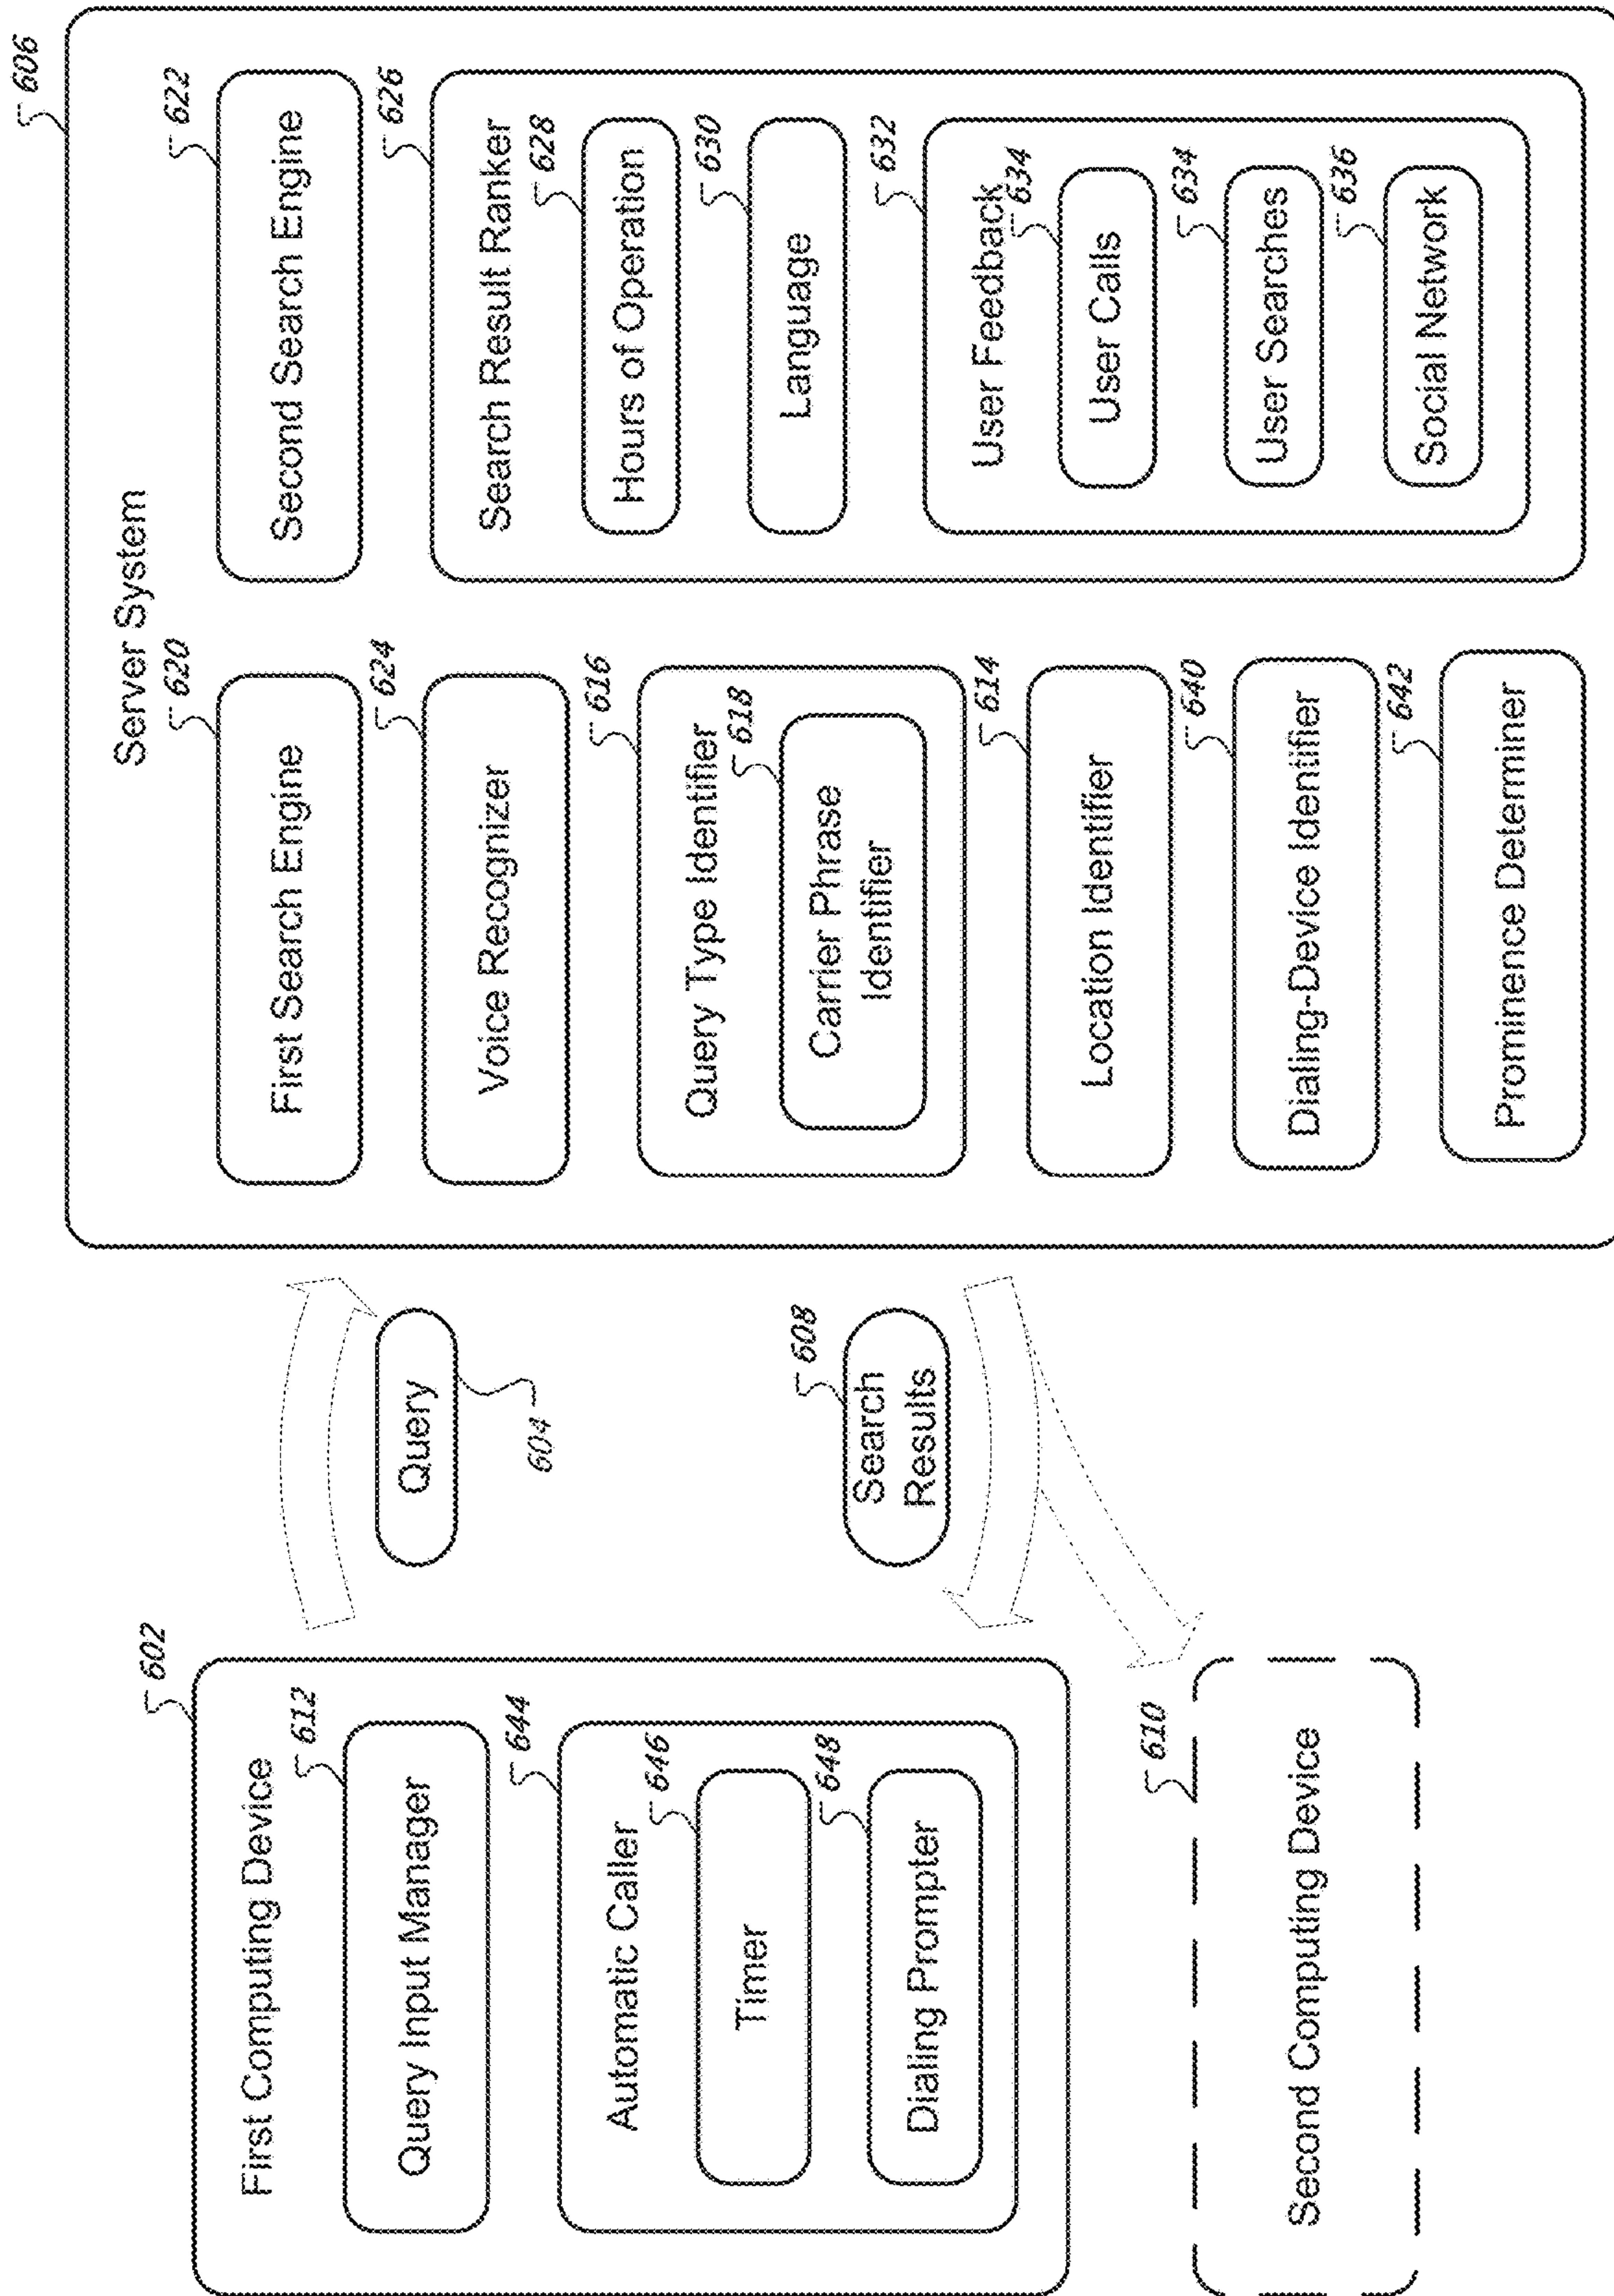 602
First Computing Device
612
Query Input Manager
644
Automatic Caller
646
Timer
648
Dialing Prompter
610
Second Computing Device
Query
604
608
Search
Results
606
Server System
620
First Search Engine
624
Voice Recognizer
616
Query Type Identifier
618
Carrier Phrase
Identifier
614
Location Identifier
640
Dialing-Device Identifier
642
Prominence Determiner
622
Second Search Engine
626
Search Result Ranker
628
Hours of Operation
630
Language
632
User Feedback
634
User Calls
634
User Searches
636
Social Network